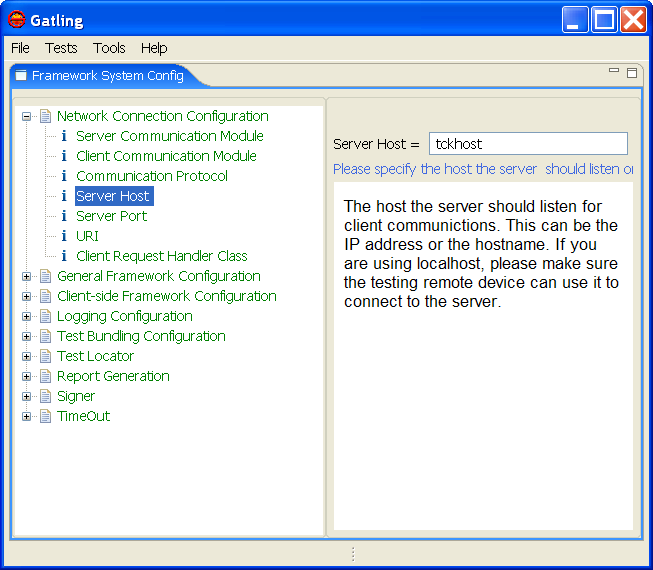 Gatling
File Tests Tools Help
Framework System Config
Network Connection Configuration
Server Communication Module
Client Communication Module
Communication Protocol
Server Host
Server Port
URI
Client Request Handler Class
General Framework Configuration
Client-side Framework Configuration
Logging Configuration
Test Bundling Configuration
Test Locator
Report Generation
Signer
TimeOut
Server Host = tckhost
Please specify the host the server should listen or
The host the server should listen for
client communictions. This can be the
IP address or the hostname. If you
are using localhost, please make sure
the testing remote device can use it to
connect to the server.